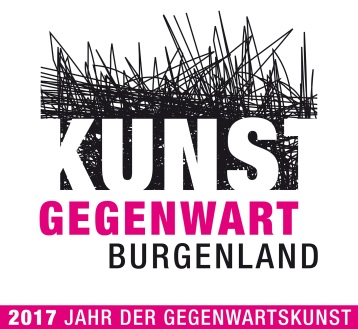 KUNST
GEGENWART
BURGENLAND
2017 JAHR DER GEGENWARTSKUNST